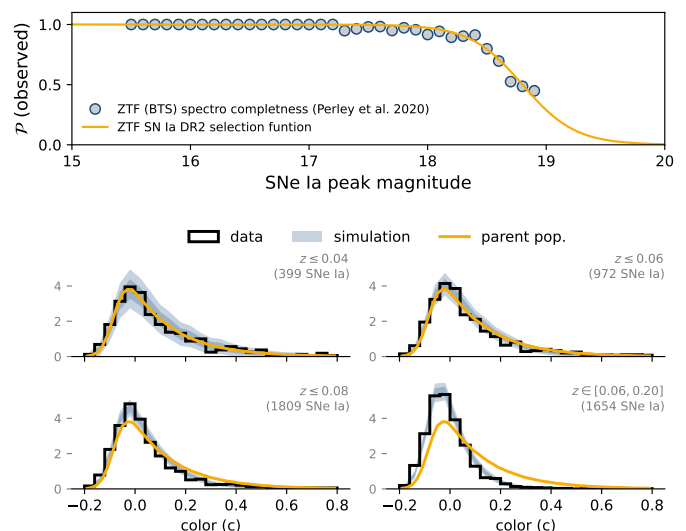 1.0
0.5
0.0
P (observed)
ZTF (BTS) spectro completness (Perley et al. 2020)
ZTF SN Ia DR2 selection funtion
15 16 17 18 19 20
SNe Ia peak magnitude
data simulation parent pop.
z ≤ 0.04
(399 SNe Ia)
4
2
0
z ≤ 0.06
(972 SNe Ia)
4
2
0
z ≤ 0.08
(1809 SNe Ia)
4
2
0
z ∈ [0.06, 0.20]
(1654 SNe Ia)
4
2
0
−0.2 0.0 0.2 0.4 0.6 0.8
color (c)
−0.2 0.0 0.2 0.4 0.6 0.8
color (c)